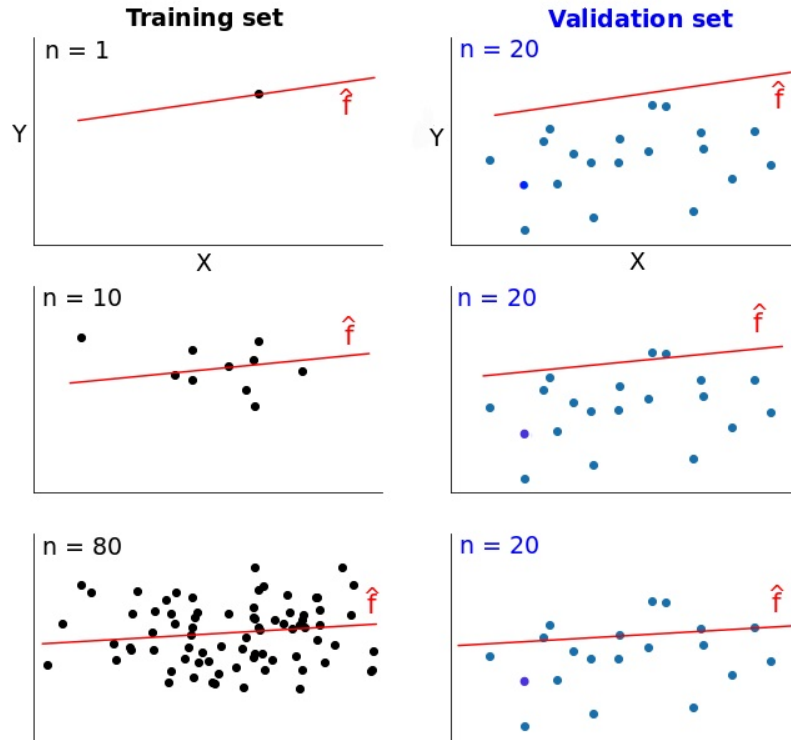 Training set
Validation set
n = 1
n = 20
f̂
f̂
Y
Y
X
X
n = 10
n = 20
f̂
f̂
n = 80
n = 20
f̂
f̂